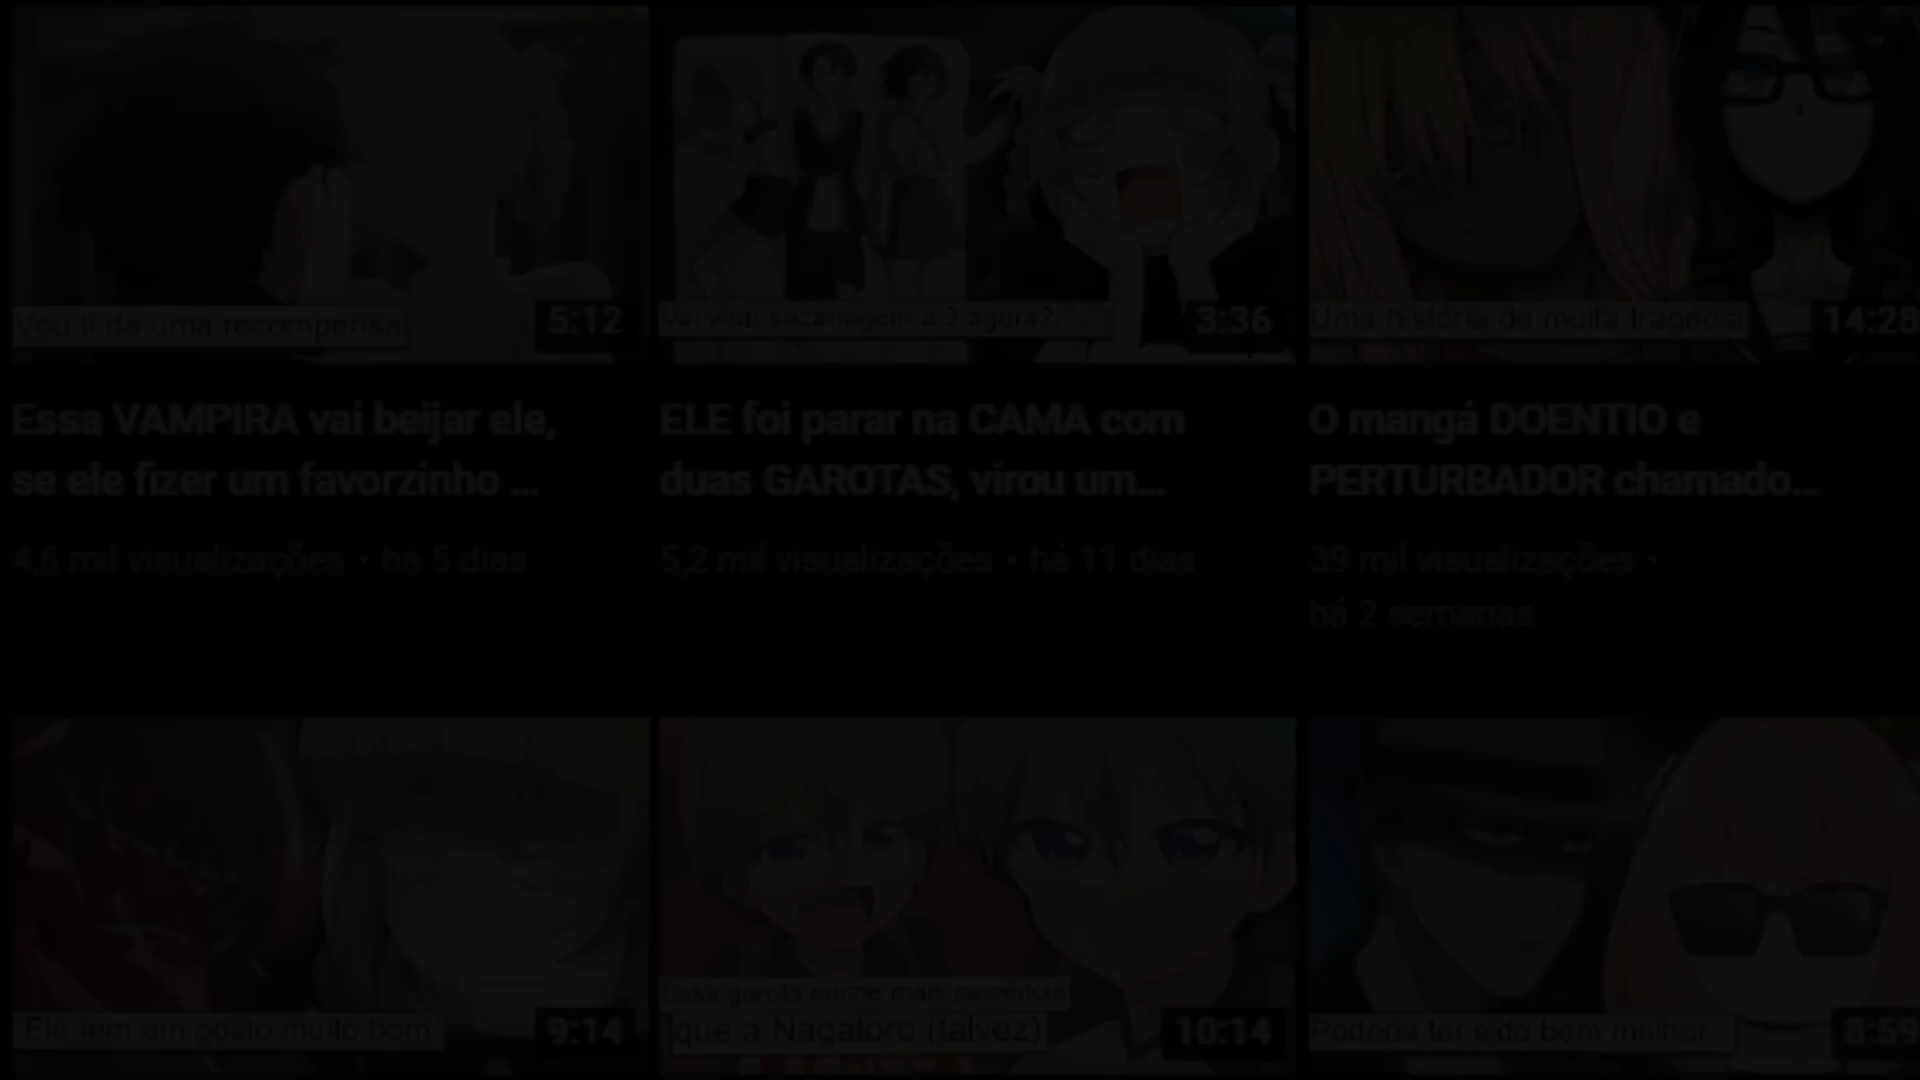 Vou ti da uma recompensa
5:12
Vai virar sacanagem a 3 agora?
3:36
Uma história de muita tragédia
14:28
Essa VAMPIRA vai beijar ele,
se ele fizer um favorzinho ...
4,6 mil visualizações • há 5 dias
ELE foi parar na CAMA com
duas GAROTAS, virou um...
5,2 mil visualizações • há 11 dias
O mangá DOENTIO e
PERTURBADOR chamado...
39 mil visualizações •
há 2 semanas
Ele tem um gosto muito bom
9:14
Essa garota enche mais paciencia
que a Nagatoro (talvez)
10:14
Poderia ter sido bem melhor
8:59